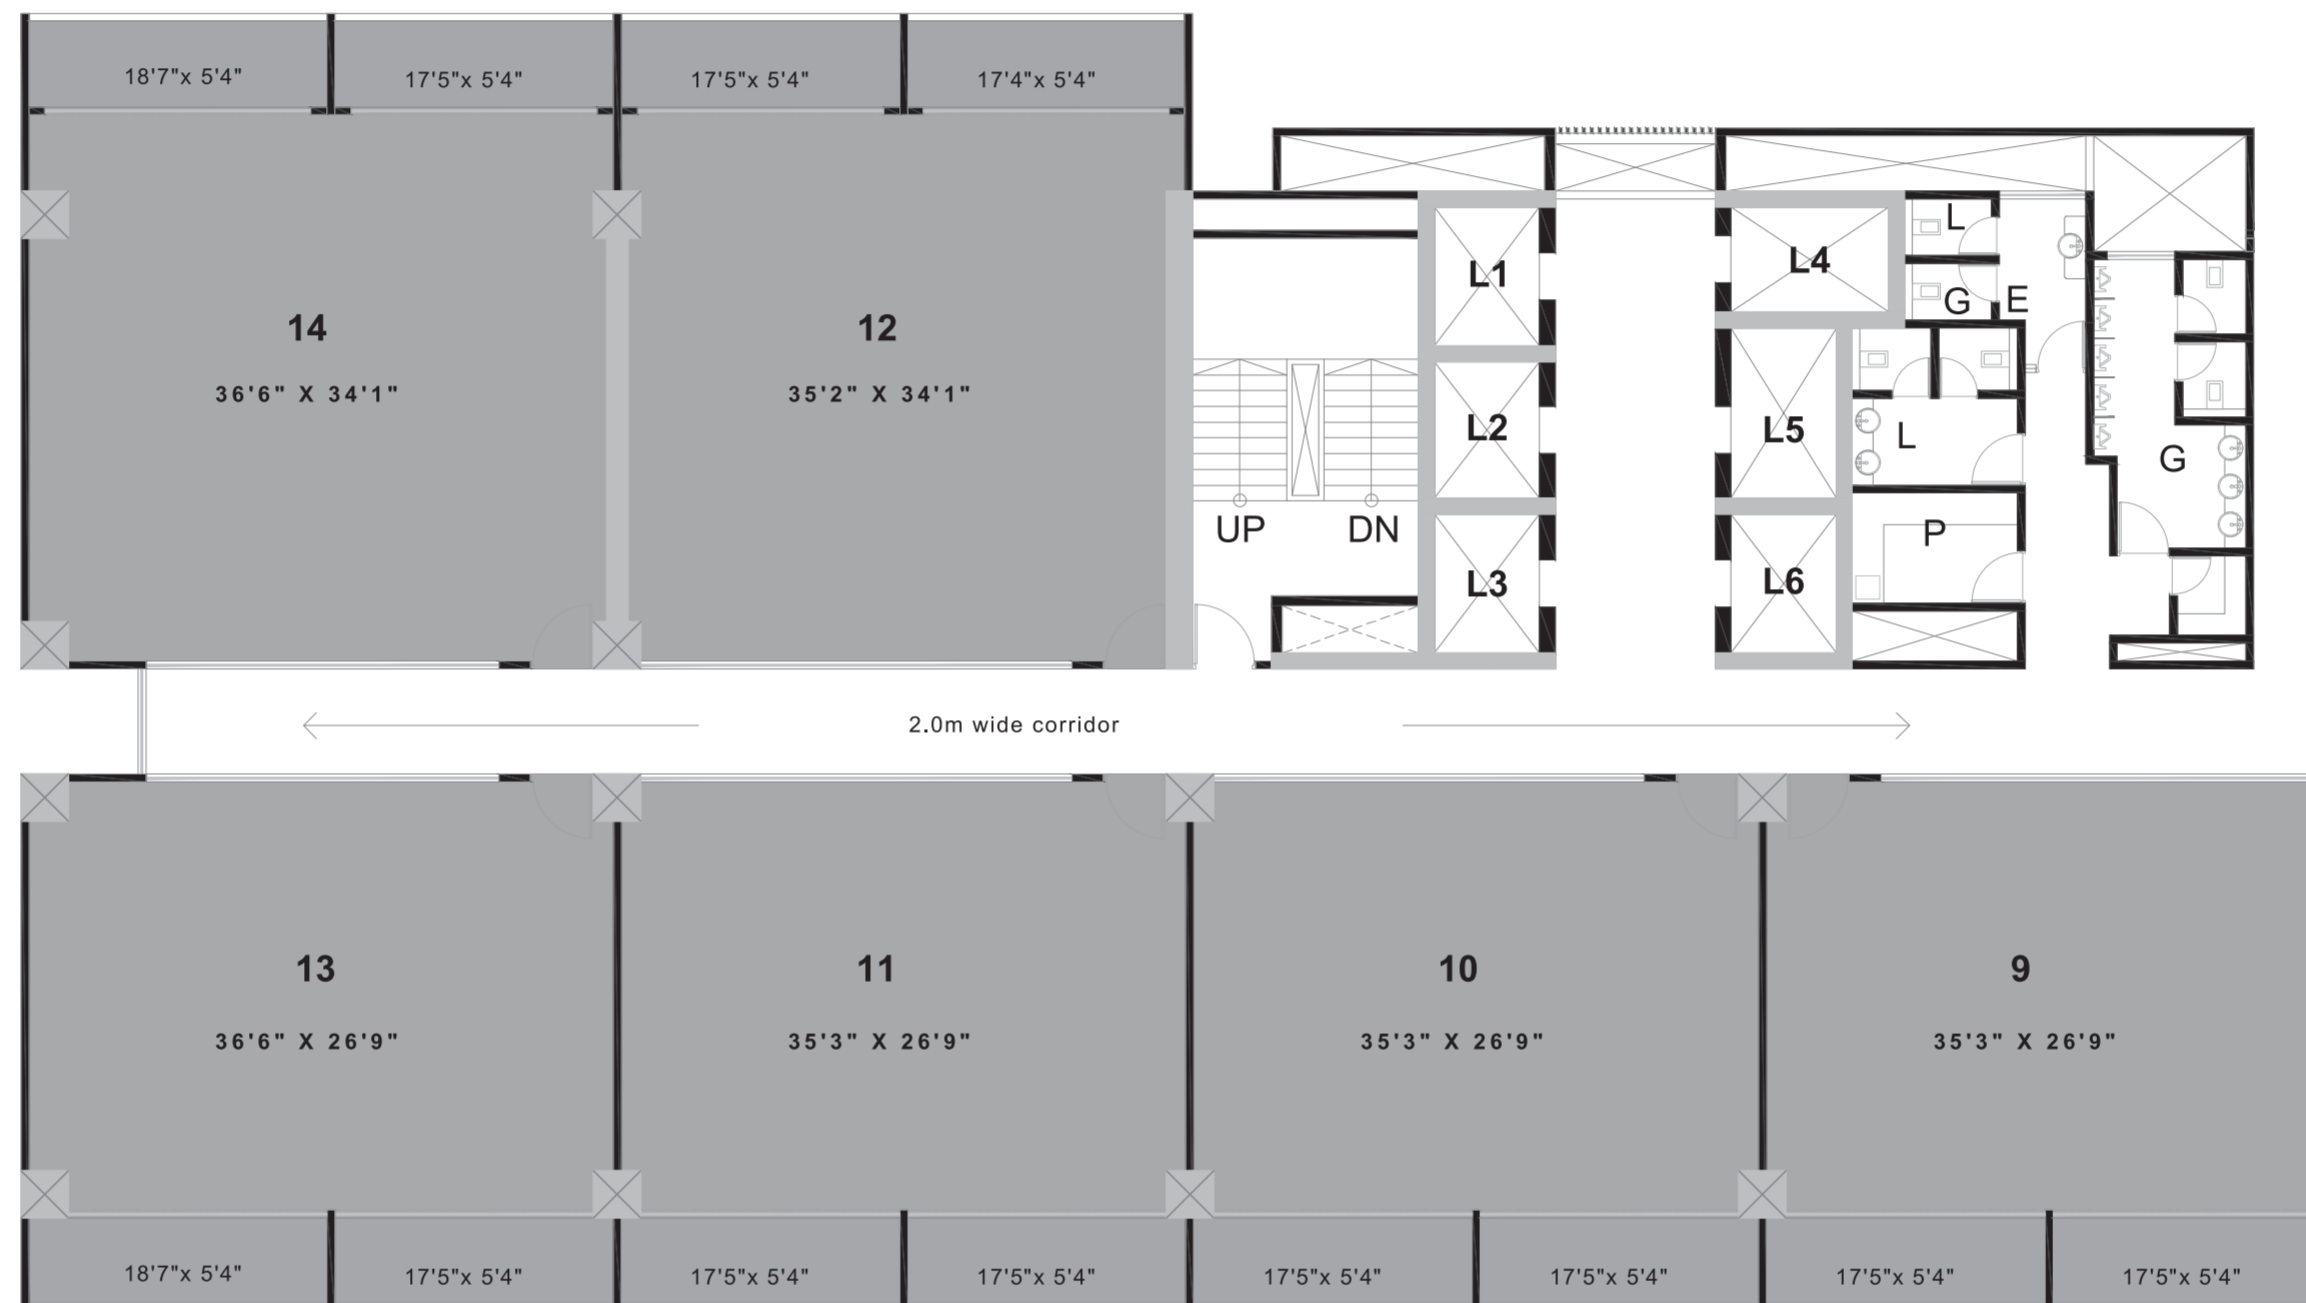 18'7"x 5'4"
17'5"x 5'4"
17'5"x 5'4"
17'4"x 5'4"
14
36'6" X 34'1"
12
35'2" X 34'1"
UP
DN
L1
L2
L3
L4
L5
L6
L
G
E
L
P
G
2.0m wide corridor
13
36'6" X 26'9"
11
35'3" X 26'9"
10
35'3" X 26'9"
9
35'3" X 26'9"
18'7"x 5'4"
17'5"x 5'4"
17'5"x 5'4"
17'5"x 5'4"
17'5"x 5'4"
17'5"x 5'4"
17'5"x 5'4"
17'5"x 5'4"